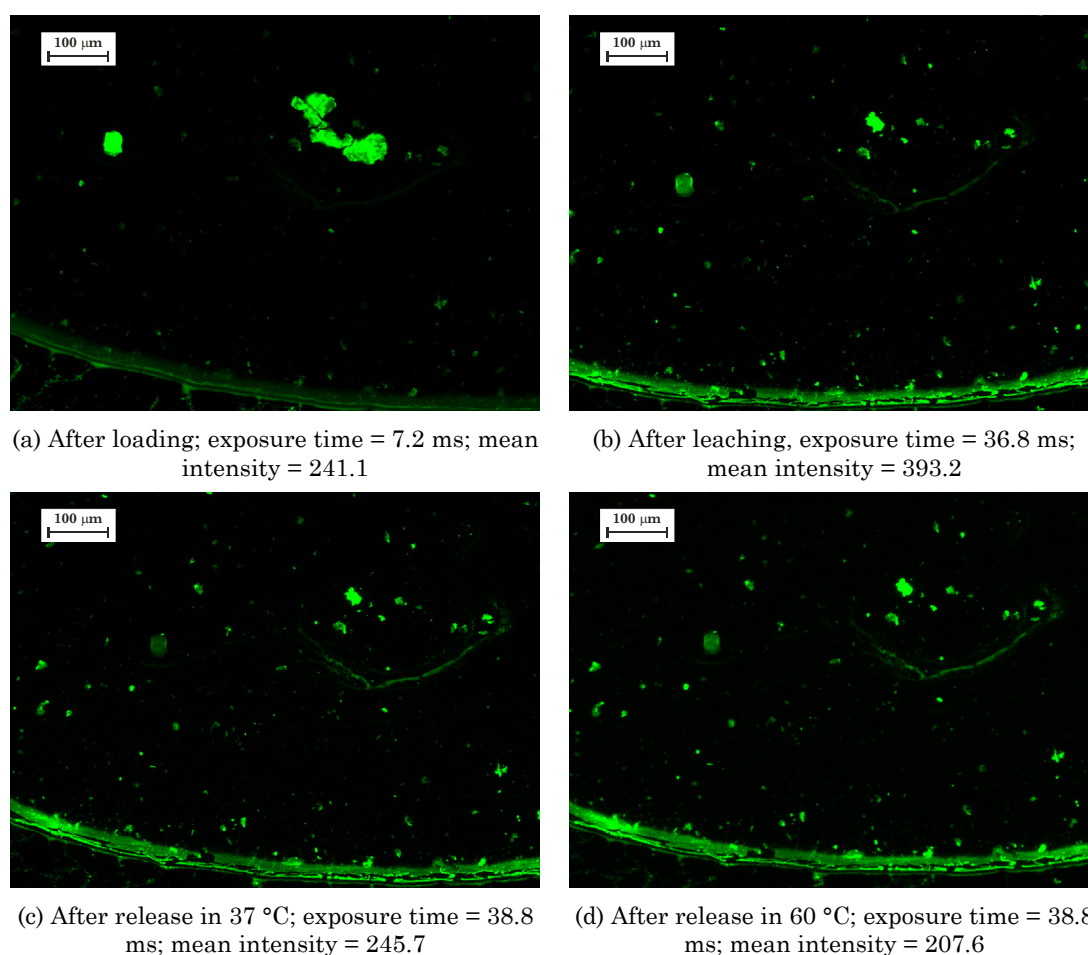 100 μm
100 μm
(a) After loading; exposure time = 7.2 ms; mean
intensity = 241.1
(b) After leaching, exposure time = 36.8 ms;
mean intensity = 393.2
100 μm
100 μm
(c) After release in 37 °C; exposure time = 38.8
ms; mean intensity = 245.7
(d) After release in 60 °C; exposure time = 38.8
ms; mean intensity = 207.6